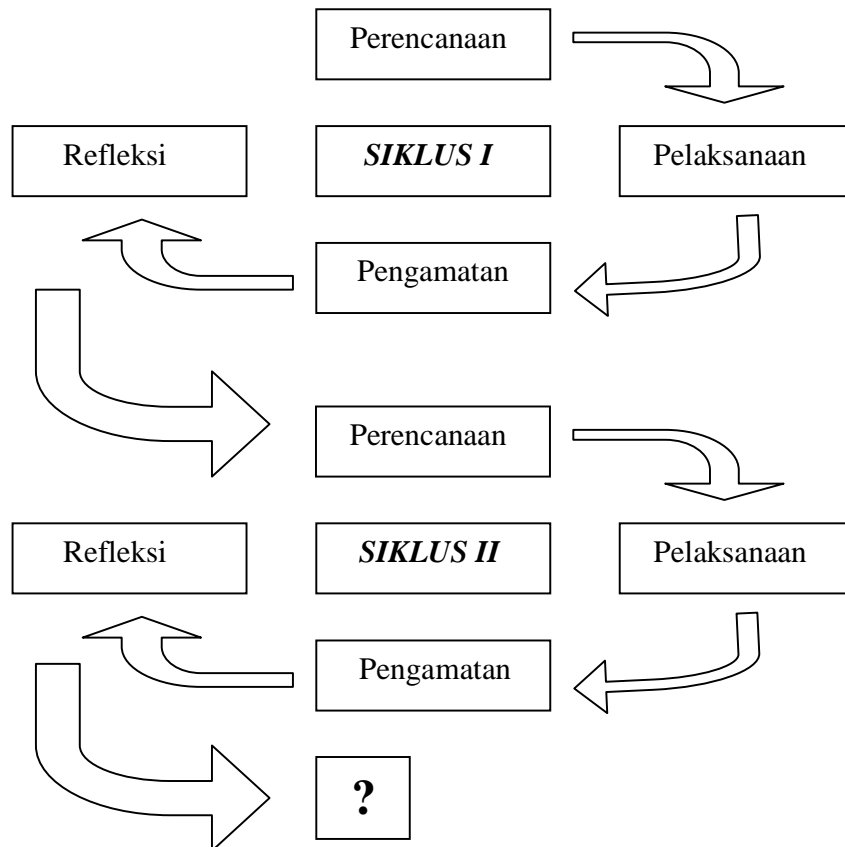 Perencanaan
Refleksi
SIKLUS I
Pelaksanaan
Pengamatan
Perencanaan
Refleksi
SIKLUS II
Pelaksanaan
Pengamatan
?